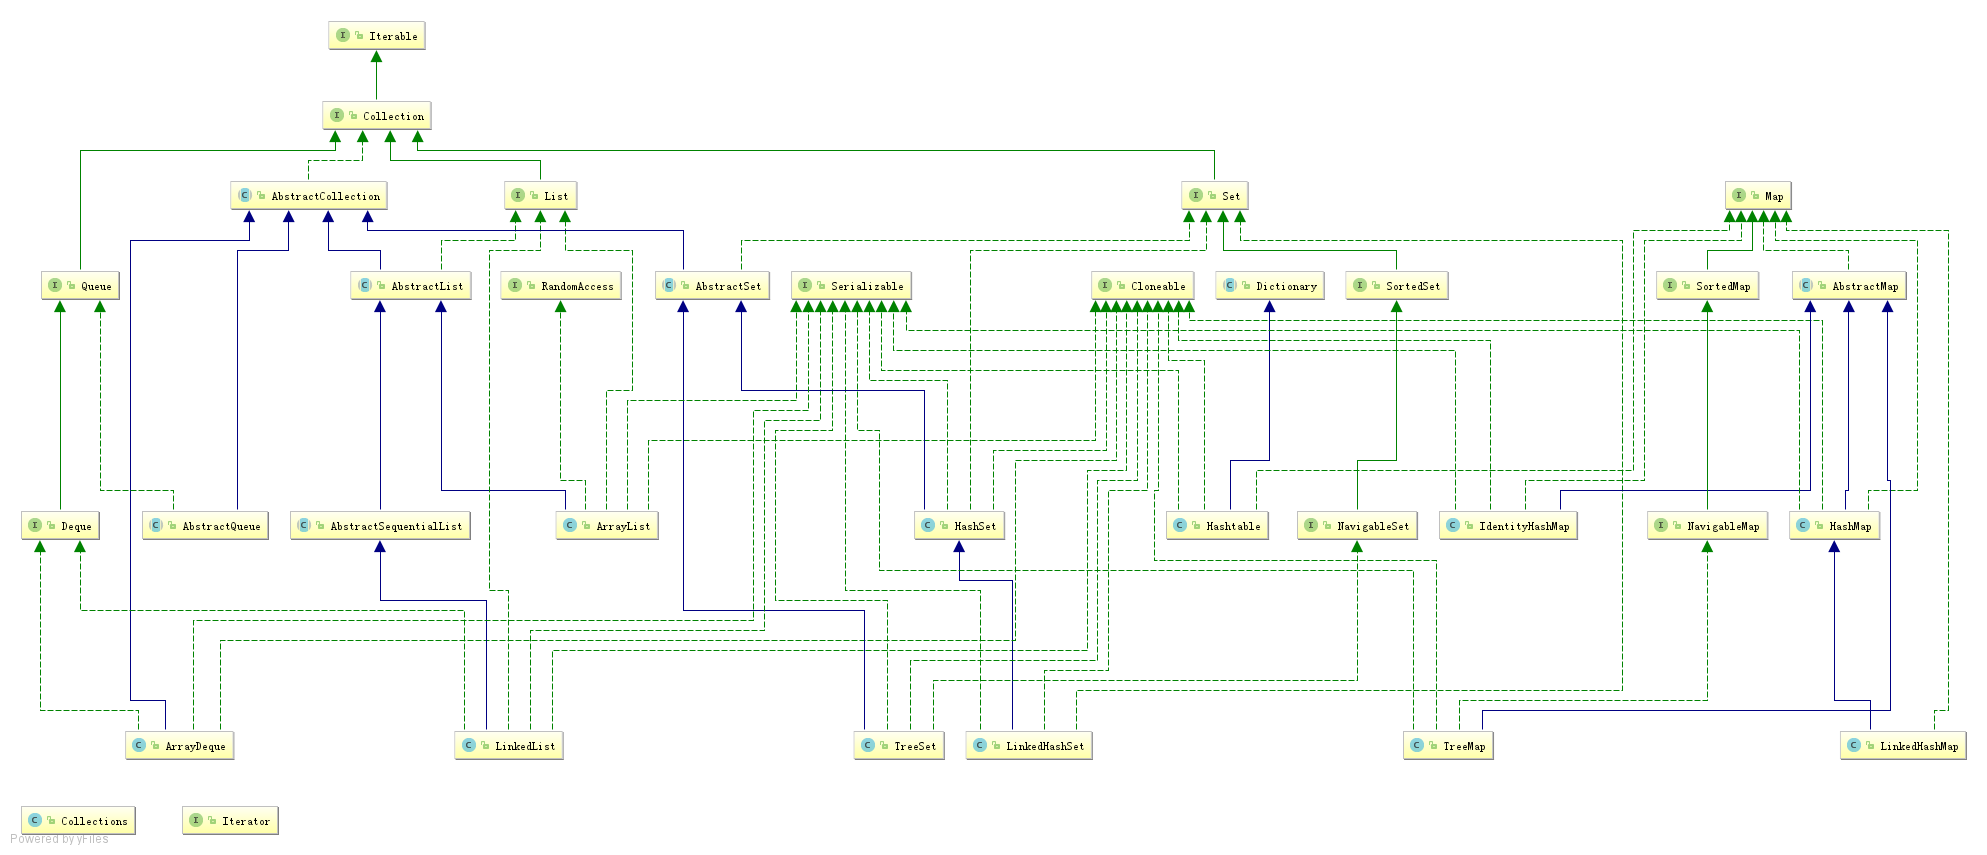 Iterable
Collection
AbstractCollection
List
Set
Map
Queue
AbstractList
RandomAccess
AbstractSet
Serializable
Cloneable
Dictionary
SortedSet
SortedMap
AbstractMap
Deque
AbstractQueue
AbstractSequentialList
ArrayList
HashSet
Hashtable
NavigableSet
IdentityHashMap
NavigableMap
HashMap
ArrayDeque
LinkedList
TreeSet
LinkedHashSet
TreeMap
LinkedHashMap
Collections
Iterator
Powered by yFiles